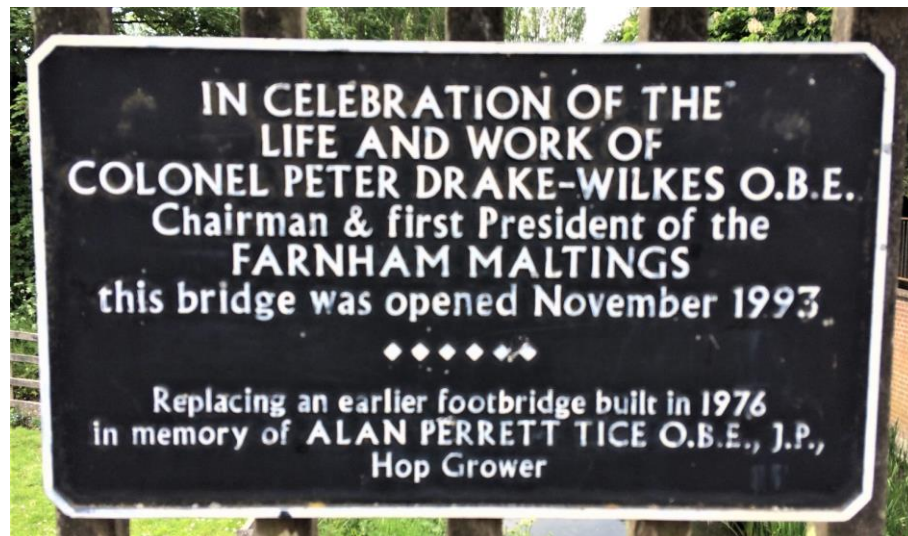 IN CELEBRATION OF THE
LIFE AND WORK OF
COLONEL PETER DRAKE-WILKES O.B.E.
Chairman & first President of the
FARNHAM MALTINGS
this bridge was opened November 1993
Replacing an earlier footbridge built in 1976
in memory of ALAN PERRETT TICE O.B.E., J.P.,
Hop Grower